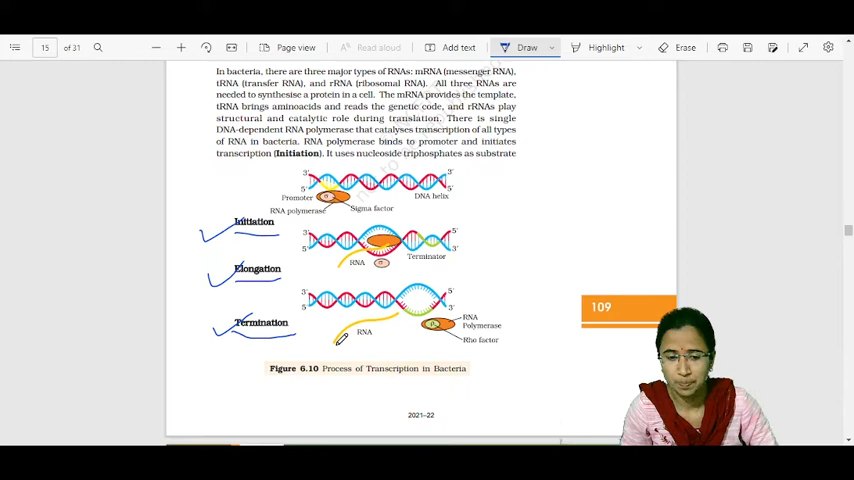 15 of 31
Page view
Read aloud
Add text
Draw
Highlight
Erase
In bacteria, there are three major types of RNAs: mRNA (messenger RNA),
tRNA (transfer RNA), and rRNA (ribosomal RNA). All three RNAs are
needed to synthesise a protein in a cell. The mRNA provides the template,
tRNA brings aminoacids and reads the genetic code, and rRNAs play
structural and catalytic role during translation. There is single
DNA-dependent RNA polymerase that catalyses transcription of all types
of RNA in bacteria. RNA polymerase binds to promoter and initiates
transcription (Initiation). It uses nucleoside triphosphates as substrate
3' 3'
5' 5'
Promoter DNA helix
RNA polymerase Sigma factor
Initiation
3' 5'
5' 3'
RNA σ Terminator
Elongation
3' 5'
5' 3'
109
Termination
RNA
RNA
Polymerase
Rho factor
Figure 6.10 Process of Transcription in Bacteria
2021–22